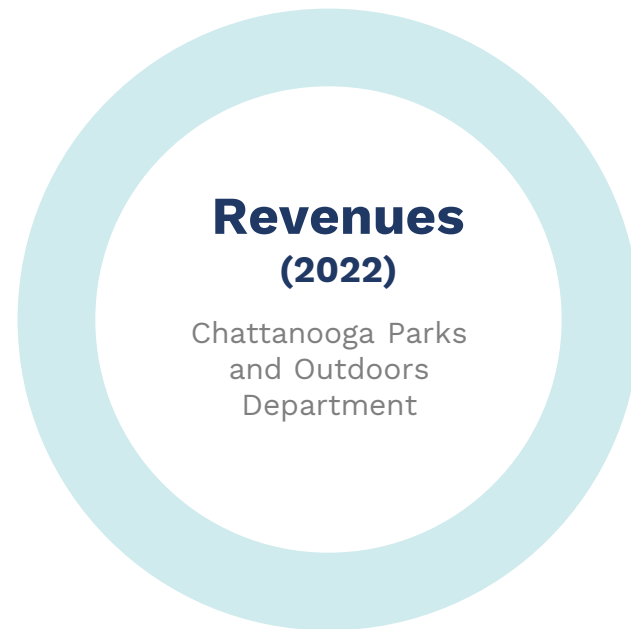 Revenues
(2022)
Chattanooga Parks
and Outdoors
Department